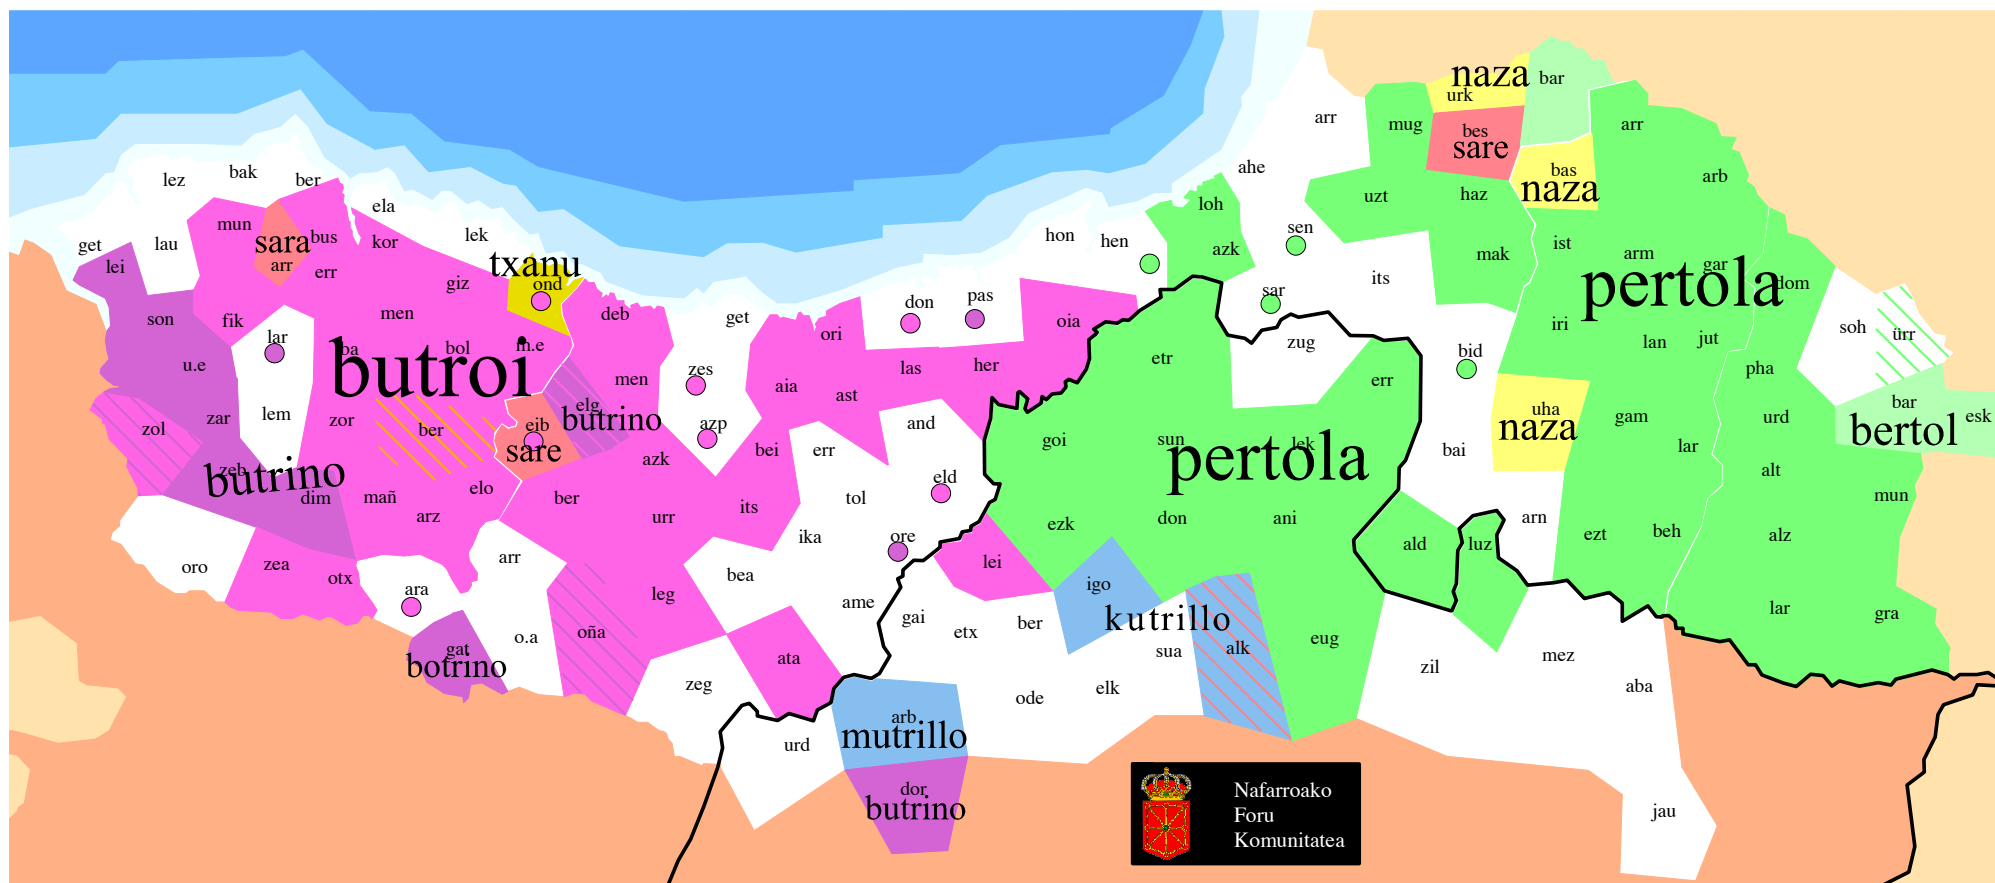 naza
bar
urk
arr
mug
arr
bes
sare
lez
bak
ber
ahe
bas
naza
arb
uzt
haz
ela
loh
mun
sara
bus
kor
lek
get
lau
hon
hen
sen
azk
ist
mak
arm
gar
pertola
dom
lei
arr
err
txanu
giz
ond
its
sar
don
pas
son
fik
men
deb
get
oia
iri
soh
ürr
ori
lar
ba
bol
m.e
zug
lan
jut
etr
bid
butroi
u.e
zes
las
her
pha
men
err
aia
ast
elg
butrino
uha
naza
bar
bertol
esk
zar
lem
zor
ber
eib
sare
azp
and
gam
urd
zol
goi
sun
lek
pertola
bai
lar
zeb
butrino
azk
bei
err
alt
dim
mañ
elo
ber
tol
eld
mun
arz
urr
its
ezk
don
ani
arn
ezt
beh
alz
ika
ore
ald
luz
oro
zea
otx
arr
bea
lei
igo
ara
leg
ame
gai
kutrillo
lar
gra
o.a
oña
etx
ber
eug
gat
botrino
ata
sua
alk
zil
mez
zeg
ode
elk
aba
arb
mutrillo
urd
dor
butrino
Nafarroako
Foru
Komunitatea
jau